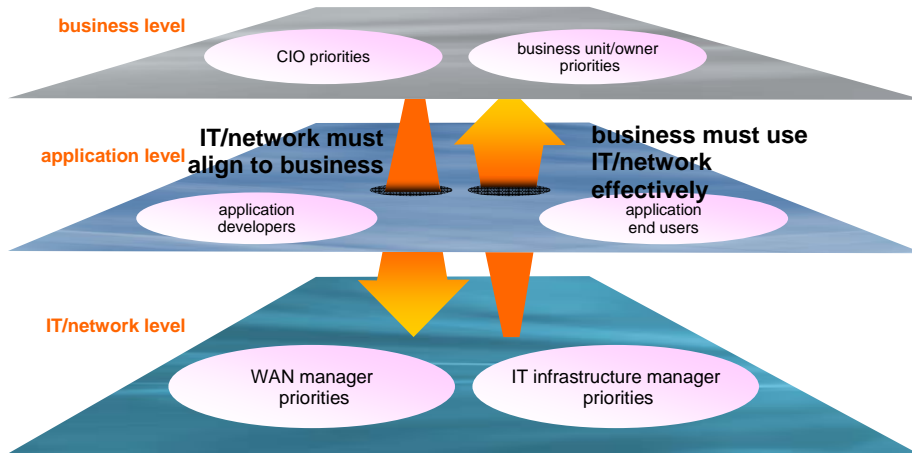 business level
CIO priorities
business unit/owner
priorities
IT/network must
align to business
business must use
IT/network
effectively
application level
application
developers
application
end users
IT/network level
WAN manager
priorities
IT infrastructure manager
priorities